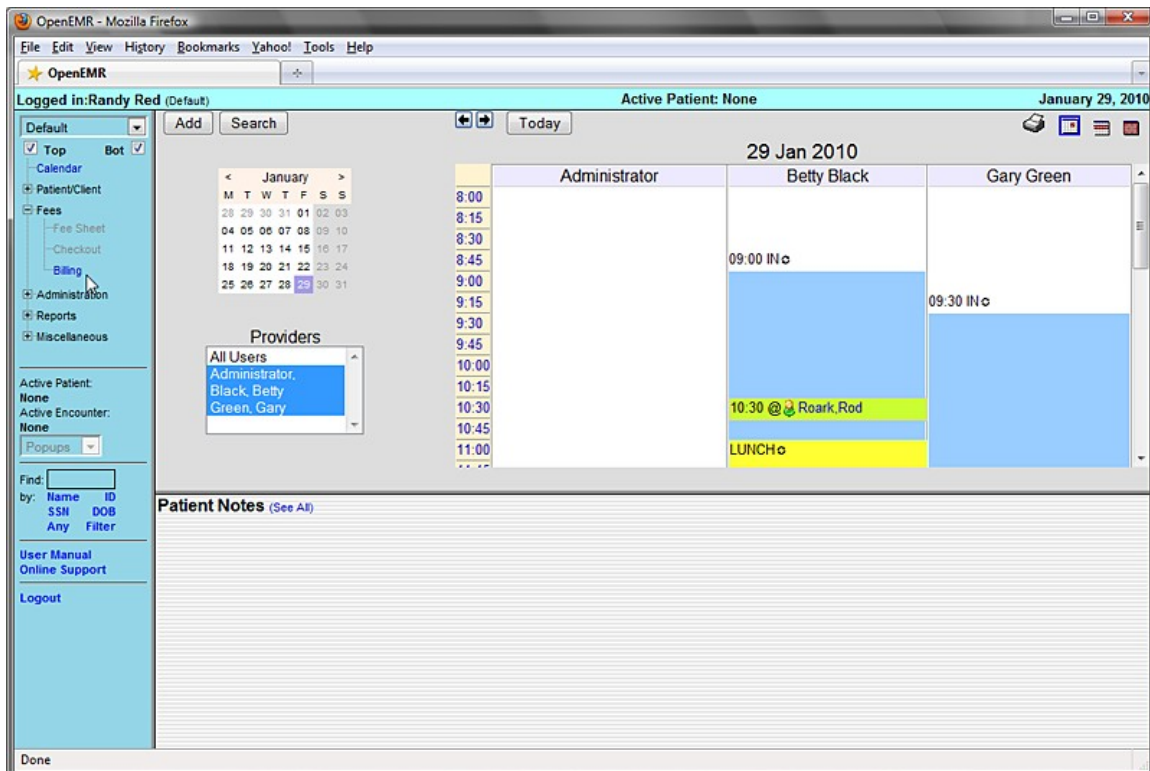 OpenEMR - Mozilla Firefox
File Edit View History Bookmarks Yahoo! Tools Help
OpenEMR
Logged in:Randy Red (Default) Active Patient: None January 29, 2010
Default
Top Bot
Calendar
Patient/Client
Fees
Fee Sheet
Checkout
Billing
Administration
Reports
Miscellaneous
Active Patient:
None
Active Encounter:
None
Popups
Find:
by: Name ID
SSN DOB
Any Filter
User Manual
Online Support
Logout
Add Search
< January >
M T W T F S S
28 29 30 31 01 02 03
04 05 06 07 08 09 10
11 12 13 14 15 16 17
18 19 20 21 22 23 24
25 26 27 28 29 30 31
Providers
All Users
Administrator,
Black, Betty
Green, Gary
Today
29 Jan 2010
Administrator Betty Black Gary Green
8:00
8:15
8:30
8:45 09:00 IN
9:00
9:15 09:30 IN
9:30
9:45
10:00
10:15
10:30 10:30 @ Roark,Rod
10:45
11:00 LUNCH
Patient Notes (See All)
Done